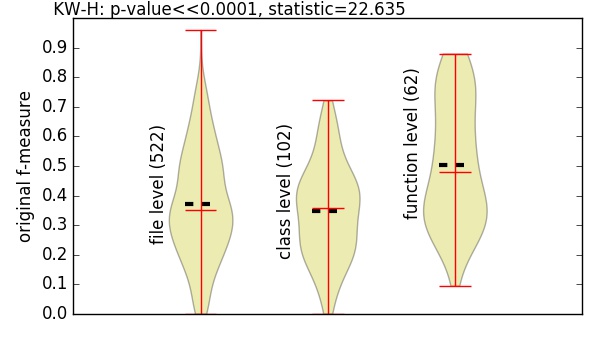 KW-H: p-value<<0.0001, statistic=22.635
original f-measure
0.9
0.8
0.7
0.6
0.5
0.4
0.3
0.2
0.1
0.0
file level (522)
class level (102)
function level (62)